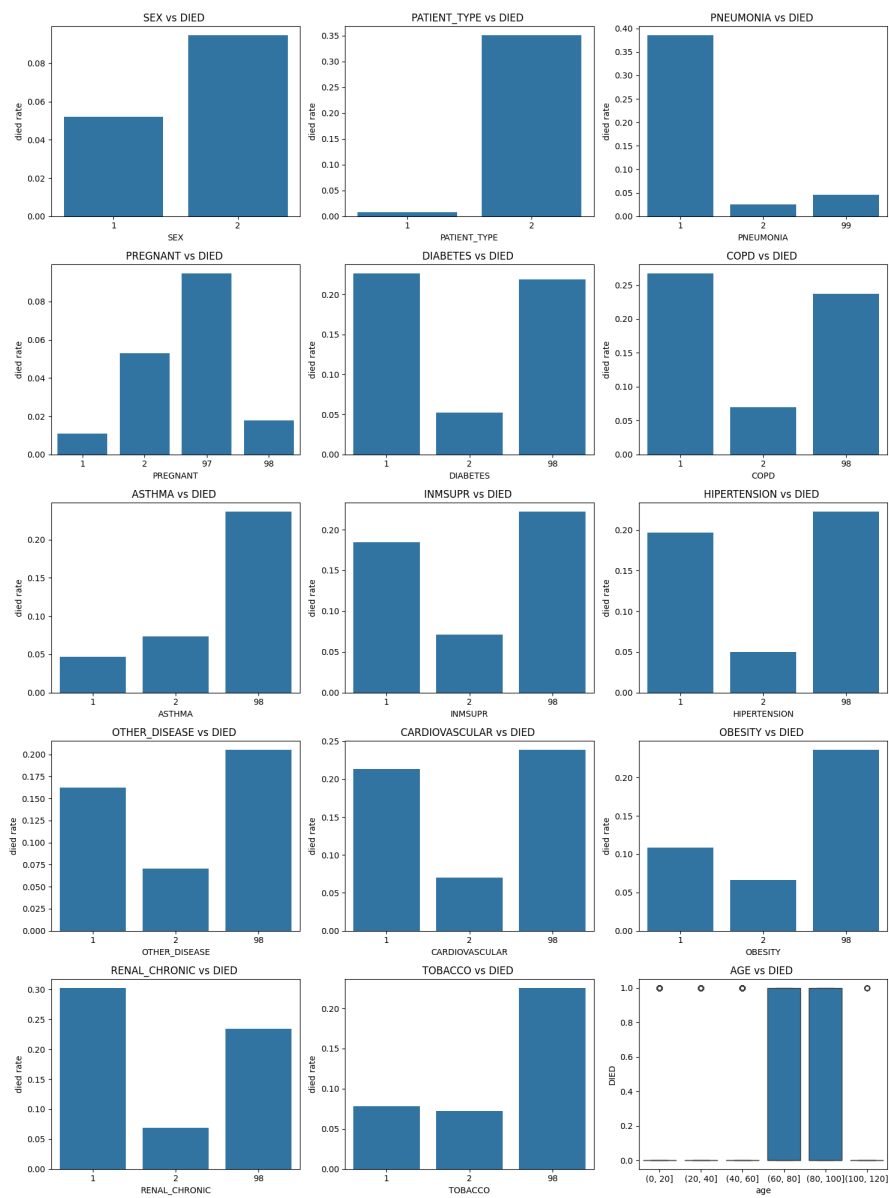 SEX vs DIED
died rate
0.08
0.06
0.04
0.02
0.00
1 2
SEX
PATIENT_TYPE vs DIED
died rate
0.35
0.30
0.25
0.20
0.15
0.10
0.05
0.00
1 2
PATIENT_TYPE
PNEUMONIA vs DIED
died rate
0.40
0.35
0.30
0.25
0.20
0.15
0.10
0.05
0.00
1 2 99
PNEUMONIA
PREGNANT vs DIED
died rate
0.08
0.06
0.04
0.02
0.00
1 2 97 98
PREGNANT
DIABETES vs DIED
died rate
0.20
0.15
0.10
0.05
0.00
1 2 98
DIABETES
COPD vs DIED
died rate
0.25
0.20
0.15
0.10
0.05
0.00
1 2 98
COPD
ASTHMA vs DIED
died rate
0.20
0.15
0.10
0.05
0.00
1 2 98
ASTHMA
INMSUPR vs DIED
died rate
0.20
0.15
0.10
0.05
0.00
1 2 98
INMSUPR
HIPERTENSION vs DIED
died rate
0.20
0.15
0.10
0.05
0.00
1 2 98
HIPERTENSION
OTHER_DISEASE vs DIED
died rate
0.200
0.175
0.150
0.125
0.100
0.075
0.050
0.025
0.000
1 2 98
OTHER_DISEASE
CARDIOVASCULAR vs DIED
died rate
0.25
0.20
0.15
0.10
0.05
0.00
1 2 98
CARDIOVASCULAR
OBESITY vs DIED
died rate
0.20
0.15
0.10
0.05
0.00
1 2 98
OBESITY
RENAL_CHRONIC vs DIED
died rate
0.30
0.25
0.20
0.15
0.10
0.05
0.00
1 2 98
RENAL_CHRONIC
TOBACCO vs DIED
died rate
0.20
0.15
0.10
0.05
0.00
1 2 98
TOBACCO
AGE vs DIED
DIED
1.0
0.8
0.6
0.4
0.2
0.0
(0, 20] (20, 40] (40, 60] (60, 80] (80, 100](100, 120]
age